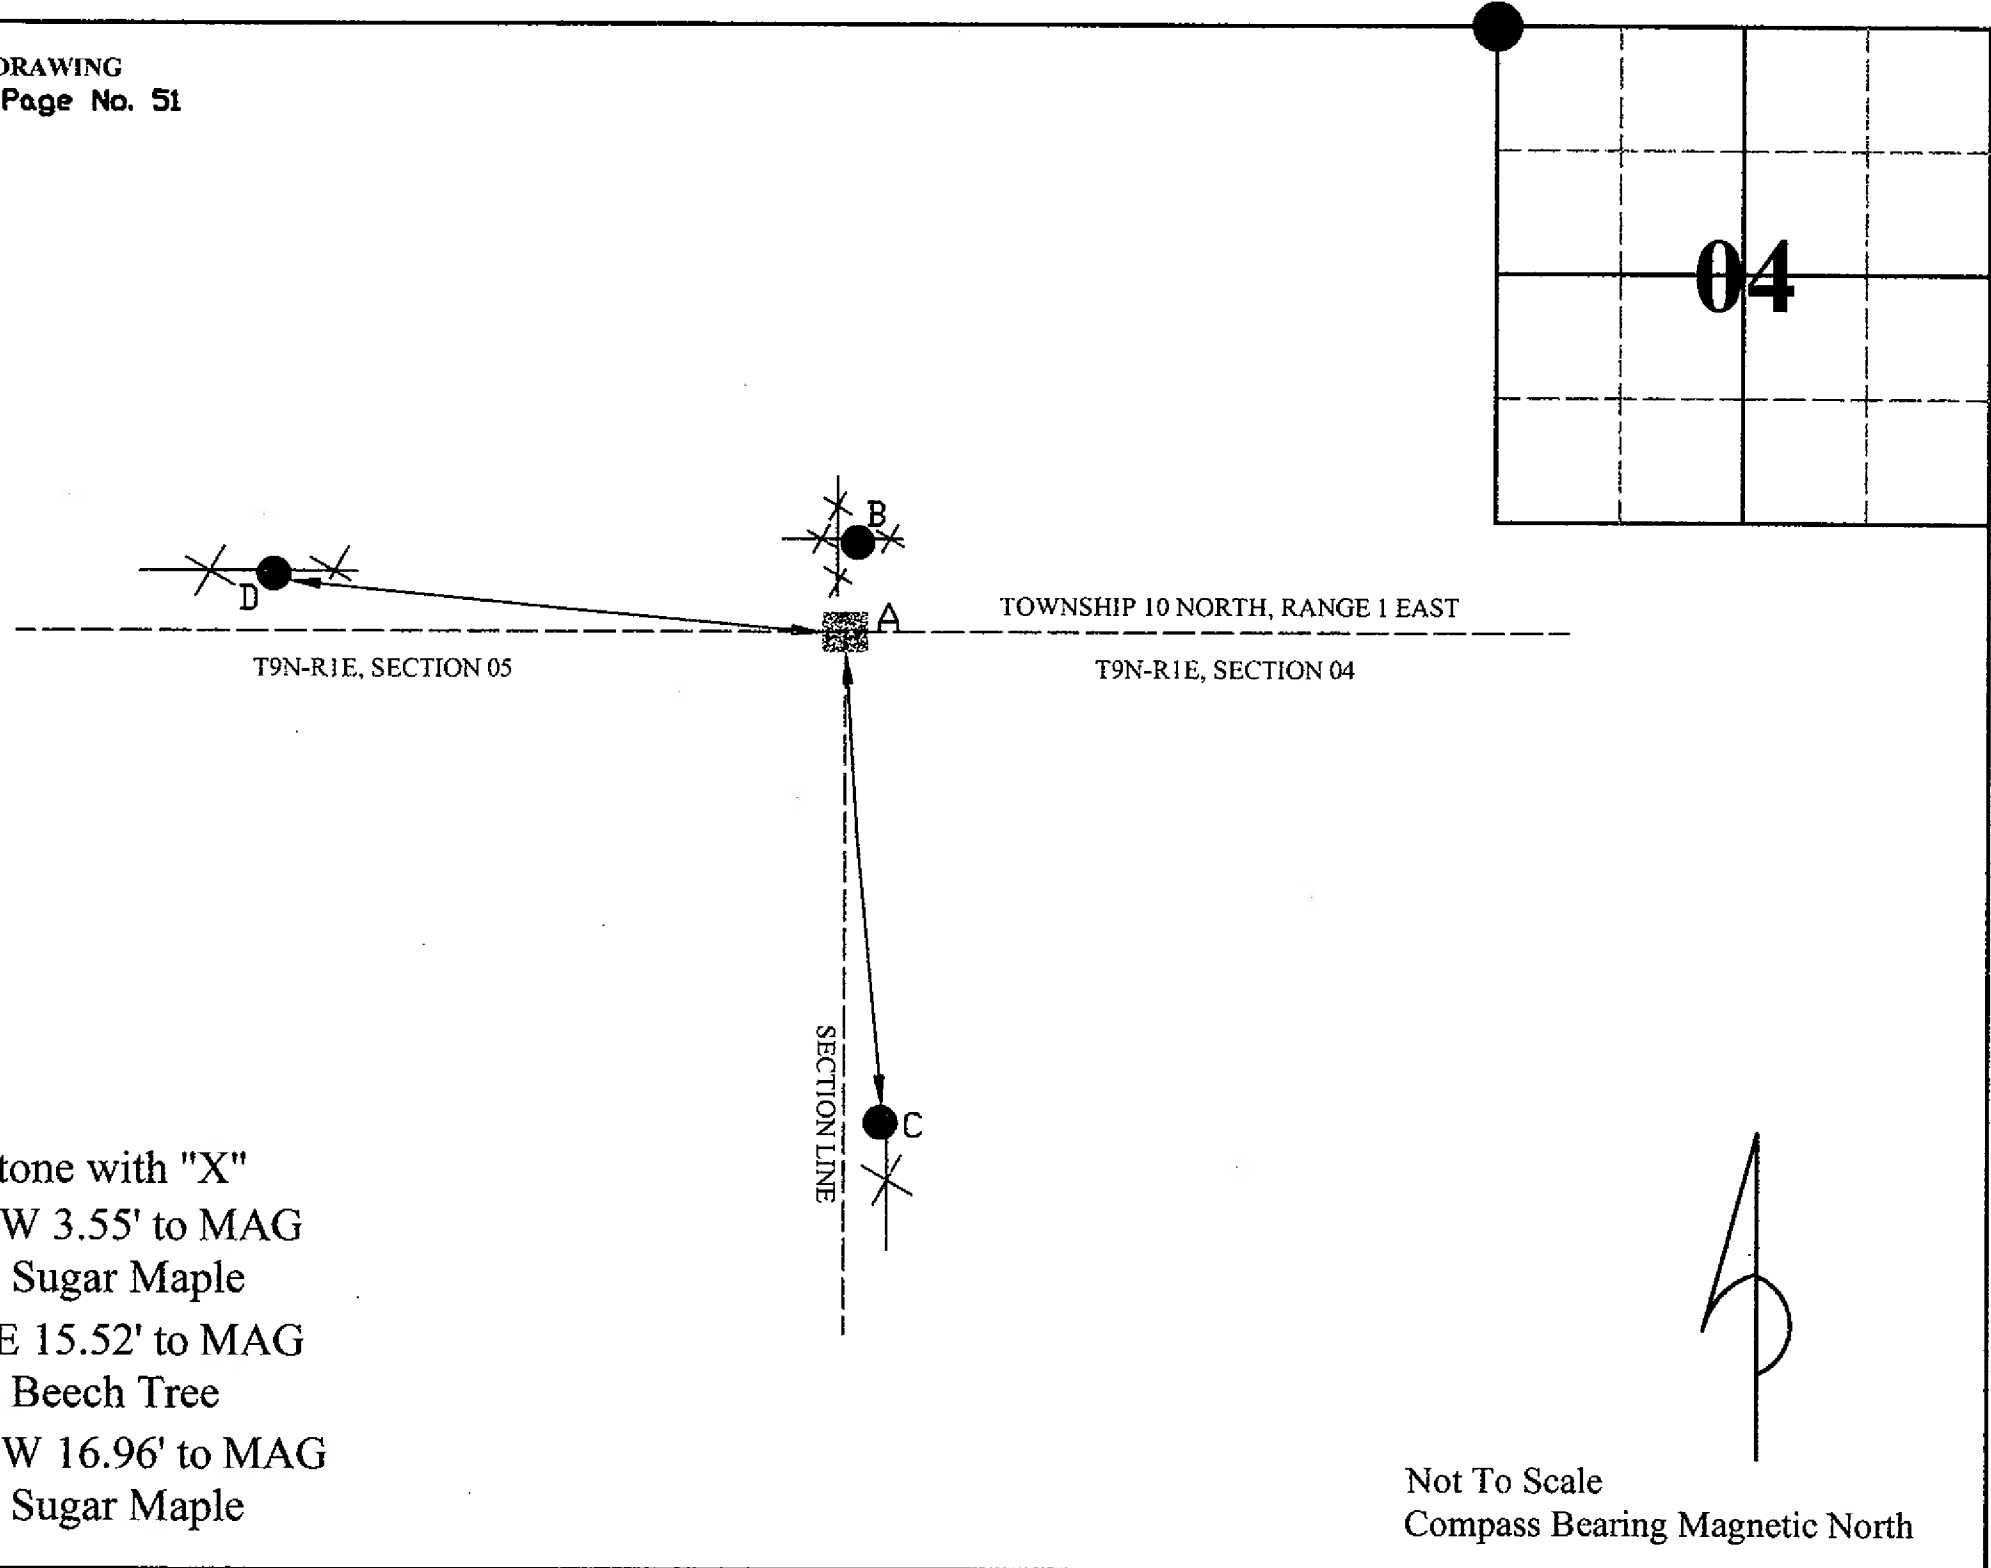 DRAWING
Page No. 51
04
B
D
A
TOWNSHIP 10 NORTH, RANGE 1 EAST
T9N-R1E, SECTION 05
T9N-R1E, SECTION 04
SECTION LINE
C
tone with "X"
W 3.55' to MAG
Sugar Maple
E 15.52' to MAG
Beech Tree
W 16.96' to MAG
Sugar Maple
Not To Scale
Compass Bearing Magnetic North